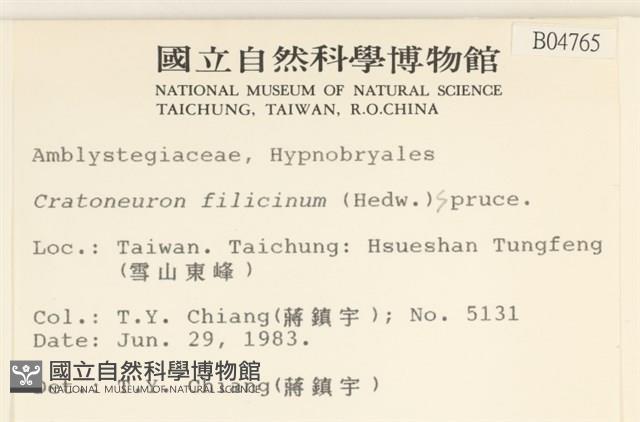 B04765
國立自然科學博物館
NATIONAL MUSEUM OF NATURAL SCIENCE
TAICHUNG, TAIWAN, R.O.CHINA
Amblystegiaceae, Hypnobryales
Cratoneuron filicinum (Hedw.) Spruce.
Loc.: Taiwan. Taichung: Hsueshan Tungfeng
(雪山東峰)
Col.: T.Y. Chiang(蔣鎮宇); No. 5131
Date: Jun. 29, 1983.
國立自然科學博物館
NATIONAL MUSEUM OF NATURAL SCIENCE
Det.: T.Y. Chiang(蔣鎮宇)